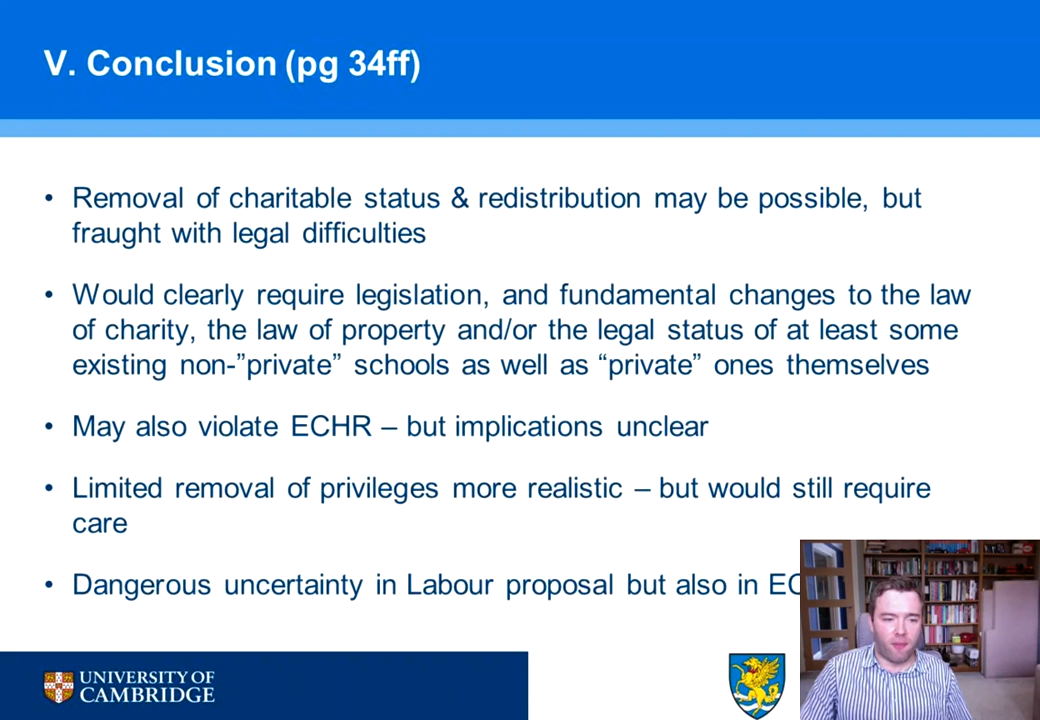 V. Conclusion (pg 34ff)
• Removal of charitable status & redistribution may be possible, but
fraught with legal difficulties
• Would clearly require legislation, and fundamental changes to the law
of charity, the law of property and/or the legal status of at least some
existing non-”private” schools as well as “private” ones themselves
• May also violate ECHR – but implications unclear
• Limited removal of privileges more realistic – but would still require
care
• Dangerous uncertainty in Labour proposal but also in
UNIVERSITY OF
CAMBRIDGE